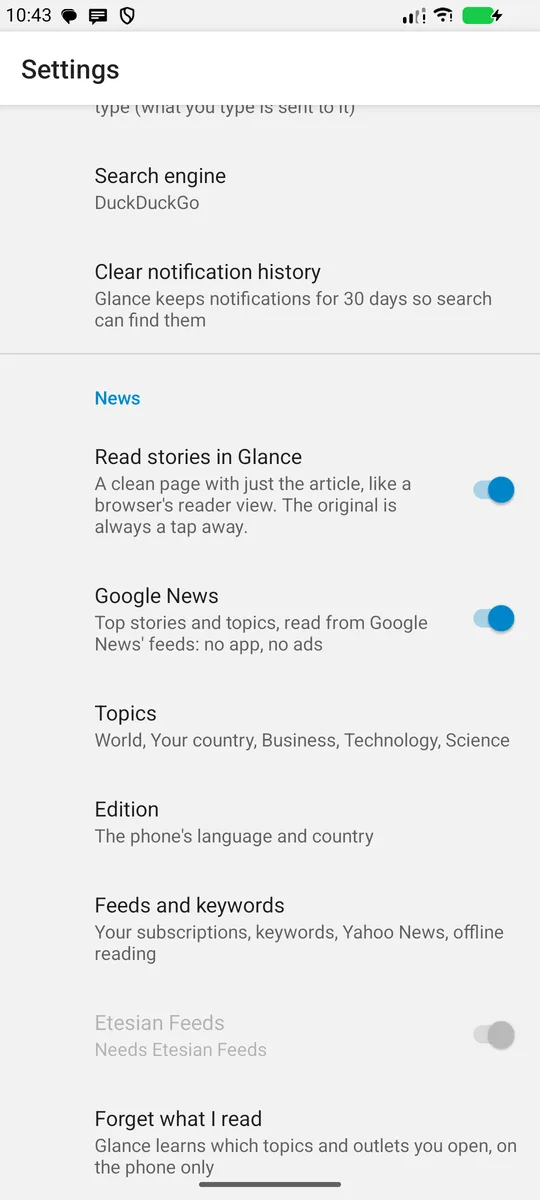 10:43
Settings
type (what you type is sent to it)
Search engine
DuckDuckGo
Clear notification history
Glance keeps notifications for 30 days so search
can find them
News
Read stories in Glance
A clean page with just the article, like a
browser's reader view. The original is
always a tap away.
Google News
Top stories and topics, read from Google
News' feeds: no app, no ads
Topics
World, Your country, Business, Technology, Science
Edition
The phone's language and country
Feeds and keywords
Your subscriptions, keywords, Yahoo News, offline
reading
Etesian Feeds
Needs Etesian Feeds
Forget what I read
Glance learns which topics and outlets you open, on
the phone only